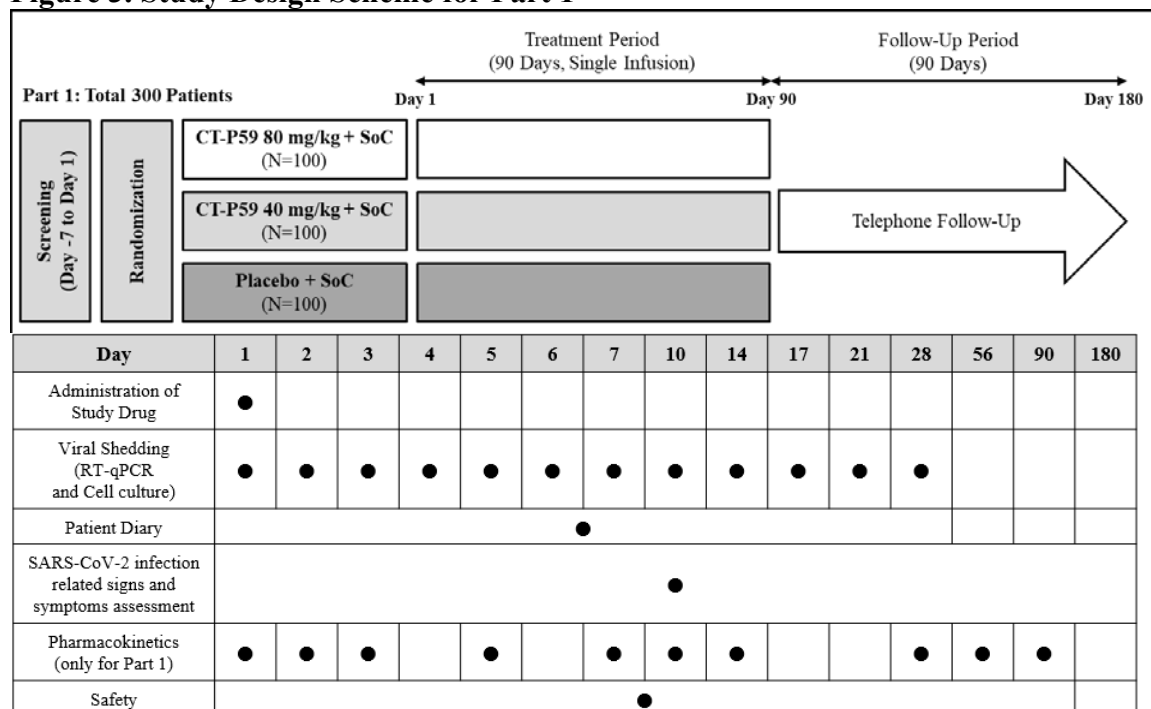 Figure 3. Study Design Scheme for Part 1
Treatment Period
(90 Days, Single Infusion)
Follow-Up Period
(90 Days)
Part 1: Total 300 Patients
Day 1
Day 90
Day 180
Screening
(Day -7 to Day 1)
Randomization
CT-P59 80 mg/kg + SoC
(N=100)
CT-P59 40 mg/kg + SoC
(N=100)
Placebo + SoC
(N=100)
Telephone Follow-Up
Day 1 2 3 4 5 6 7 10 14 17 21 28 56 90 180
Administration of
Study Drug
●
Viral Shedding
(RT-qPCR
and Cell culture)
● ● ● ● ● ● ● ● ● ● ● ●
Patient Diary ●
SARS-CoV-2 infection
related signs and
symptoms assessment
●
Pharmacokinetics
(only for Part 1)
● ● ● ● ● ● ● ● ● ●
Safety ●